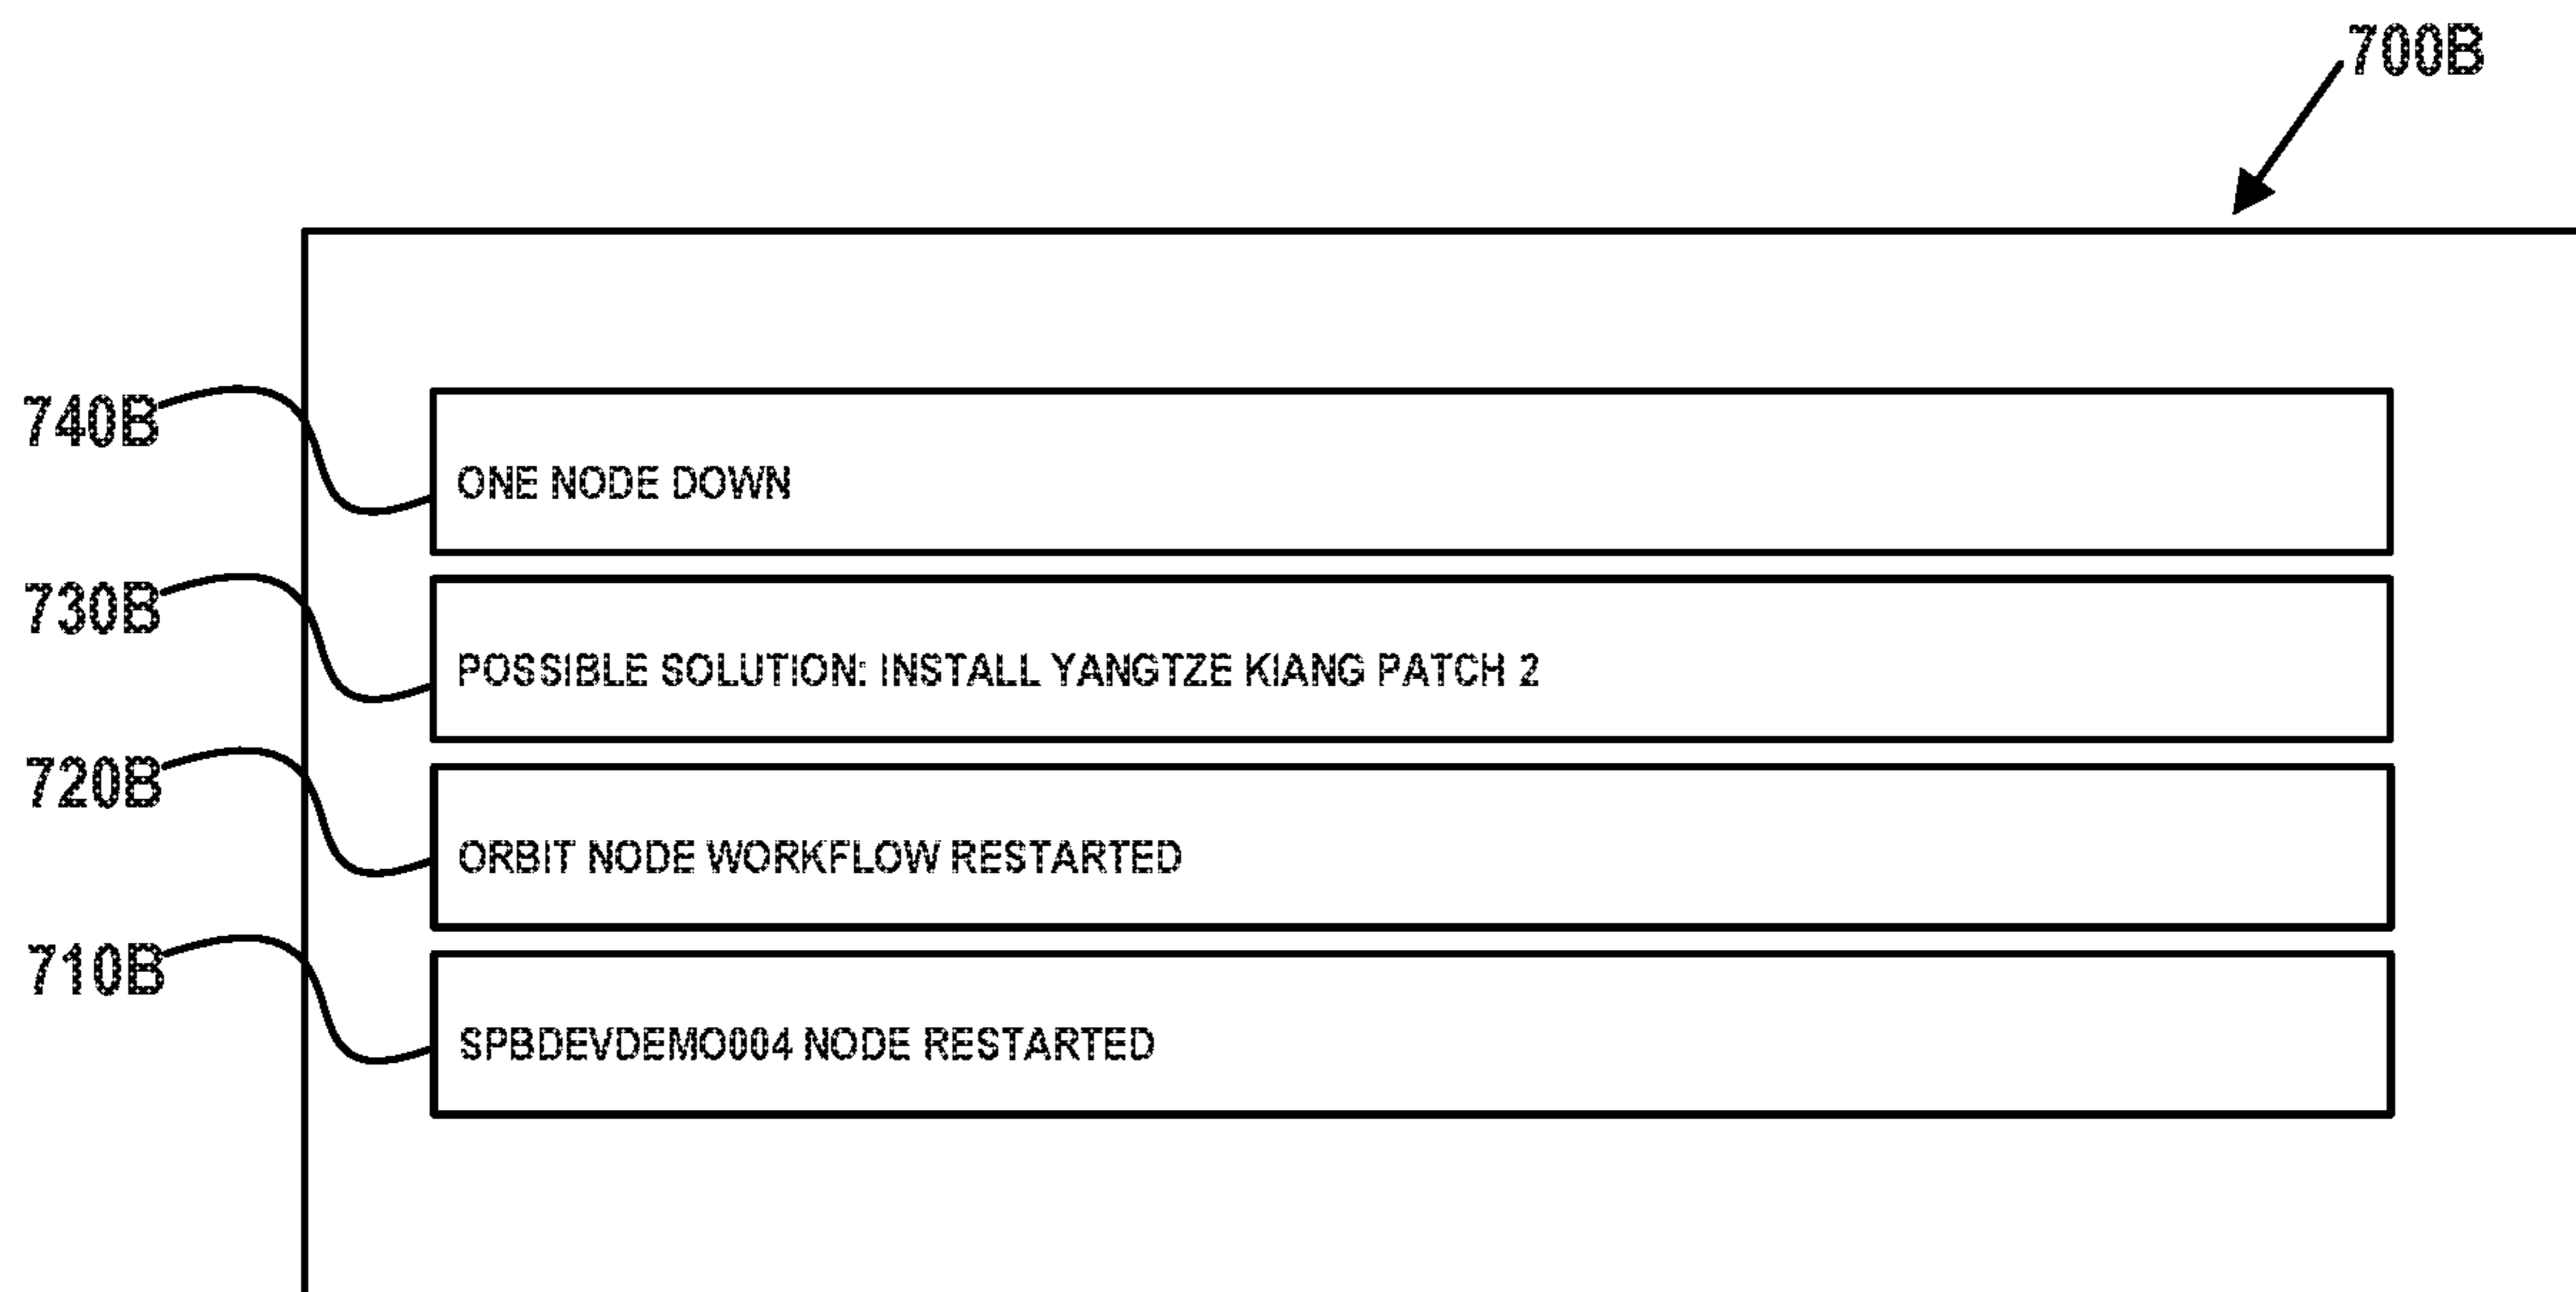 700B
740B
ONE NODE DOWN
730B
POSSIBLE SOLUTION: INSTALL YANGTZE KIANG PATCH 2
720B
ORBIT NODE WORKFLOW RESTARTED
710B
SPBDEVDEMO004 NODE RESTARTED